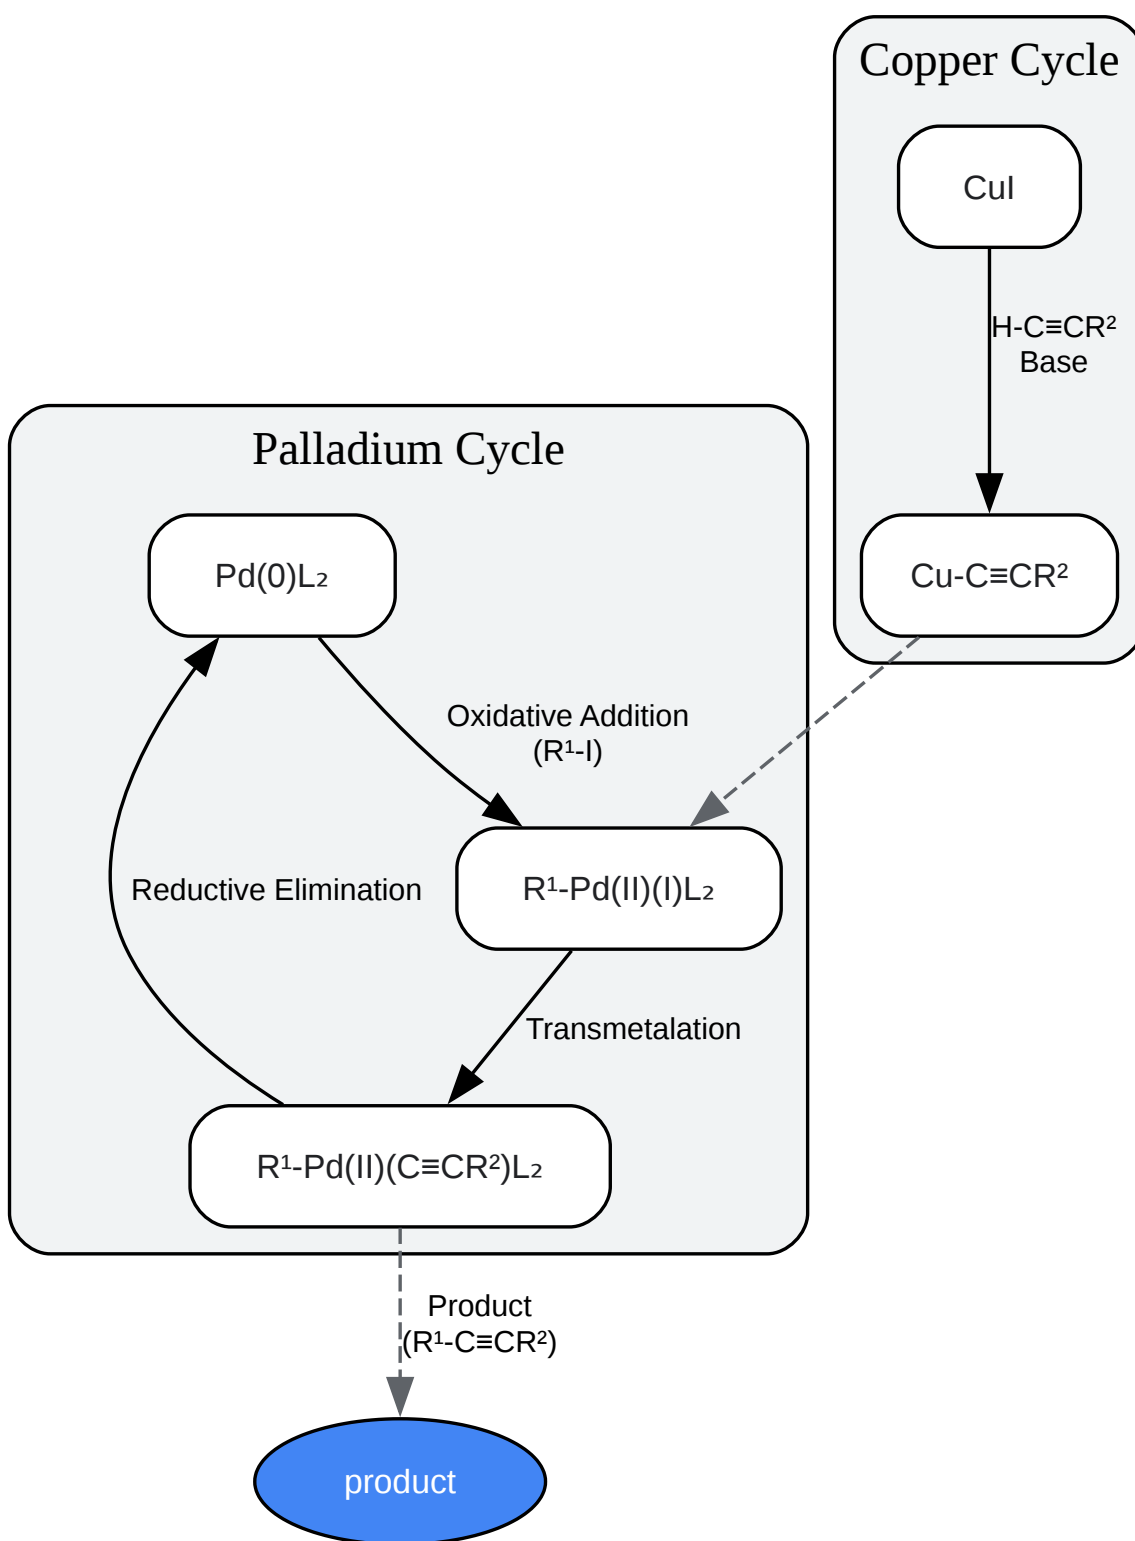 Copper Cycle
CuI
H-C≡CR²
Base
Cu-C≡CR²
Palladium Cycle
Pd(0)L₂
Oxidative Addition
(R¹-I)
R¹-Pd(II)(I)L₂
Reductive Elimination
Transmetalation
R¹-Pd(II)(C≡CR²)L₂
Product
(R¹-C≡CR²)
product